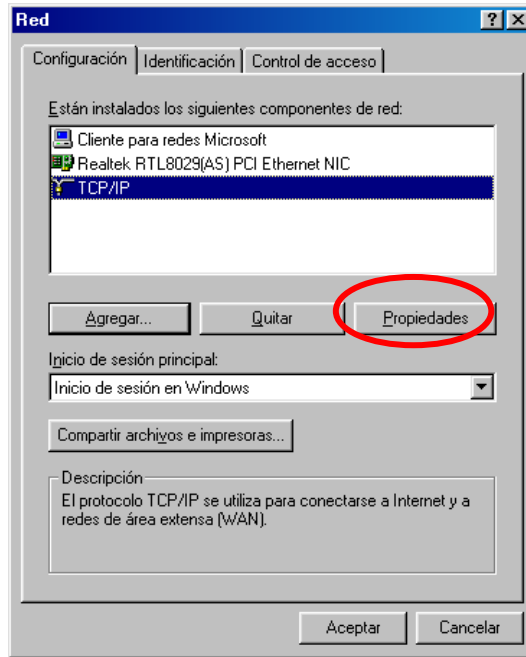 Red
Configuración Identificación Control de acceso
Están instalados los siguientes componentes de red:
Cliente para redes Microsoft
Realtek RTL8029(AS) PCI Ethernet NIC
TCP/IP
Agregar... Quitar Propiedades
Inicio de sesión principal:
Inicio de sesión en Windows
Compartir archivos e impresoras...
Descripción
El protocolo TCP/IP se utiliza para conectarse a Internet y a
redes de área extensa (WAN).
Aceptar Cancelar